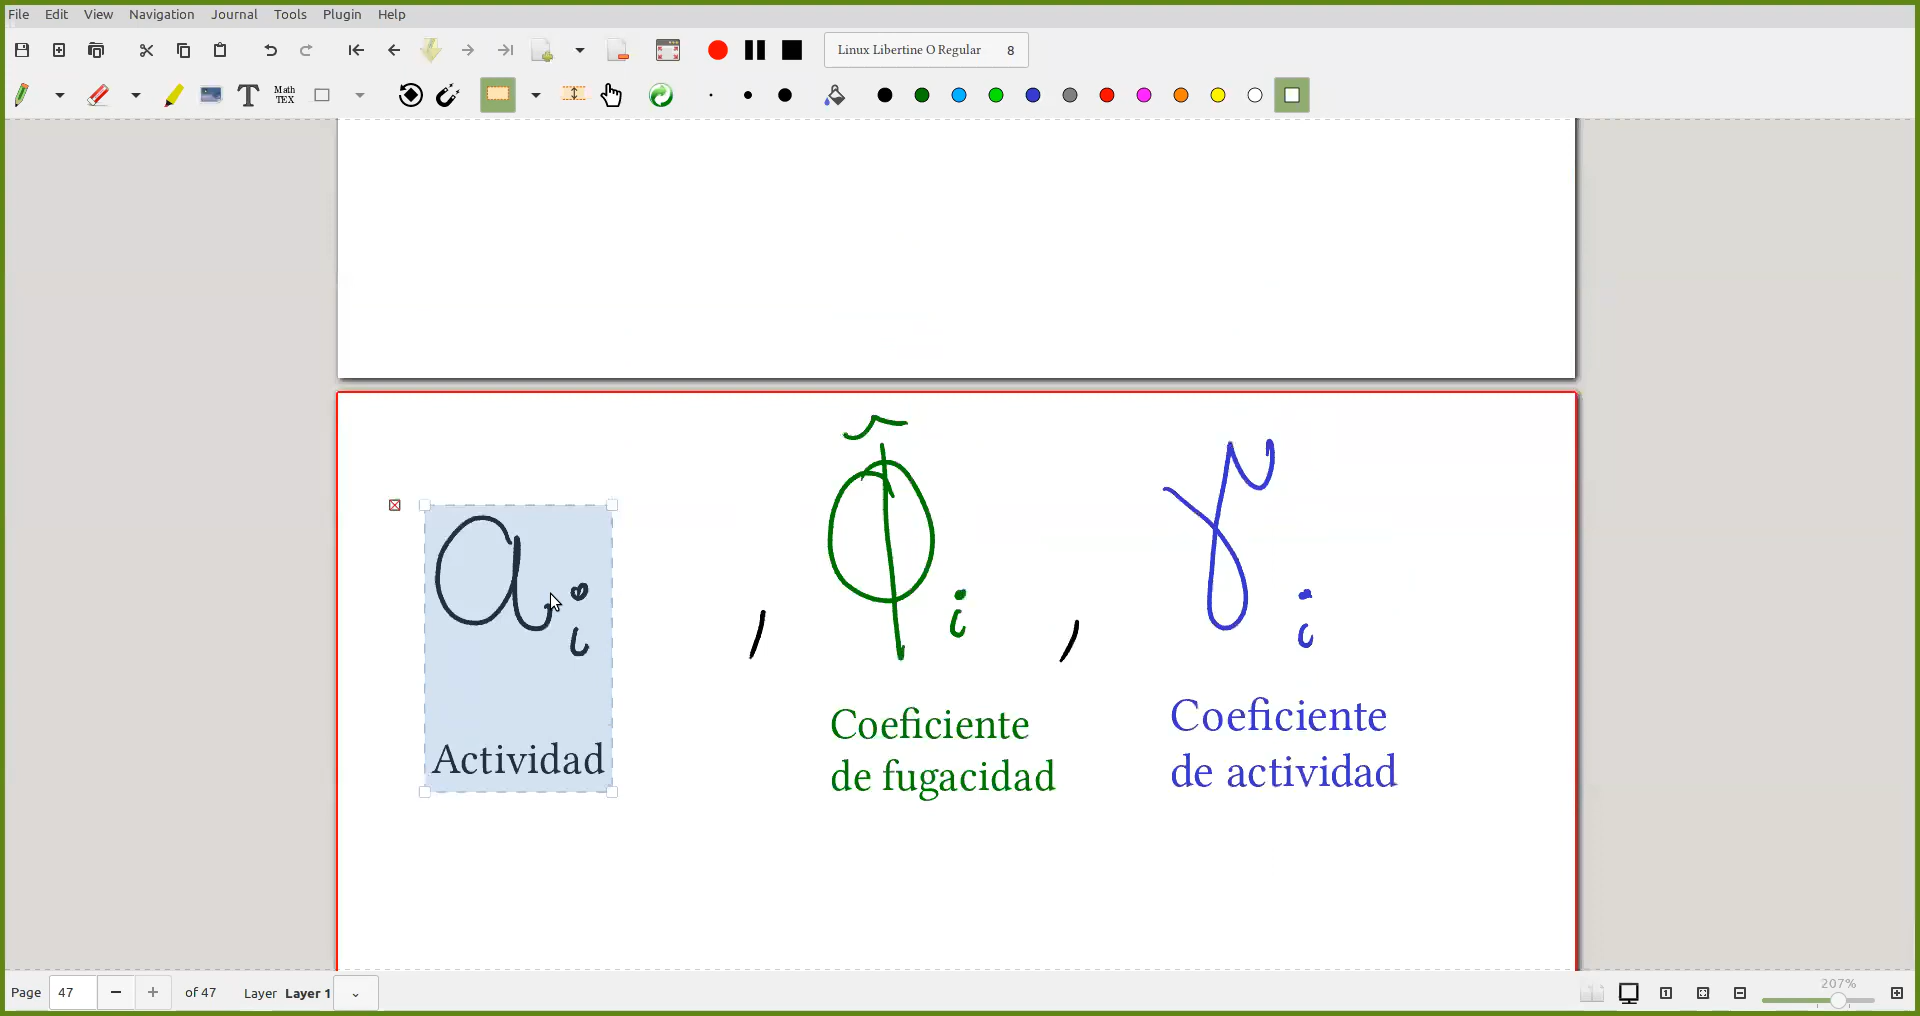 File Edit View Navigation Journal Tools Plugin Help
Linux Libertine O Regular 8
Math
TEX
a i , φ̂ i , γ i
Actividad
Coeficiente
de fugacidad
Coeficiente
de actividad
Page 47 of 47 Layer Layer 1
207%